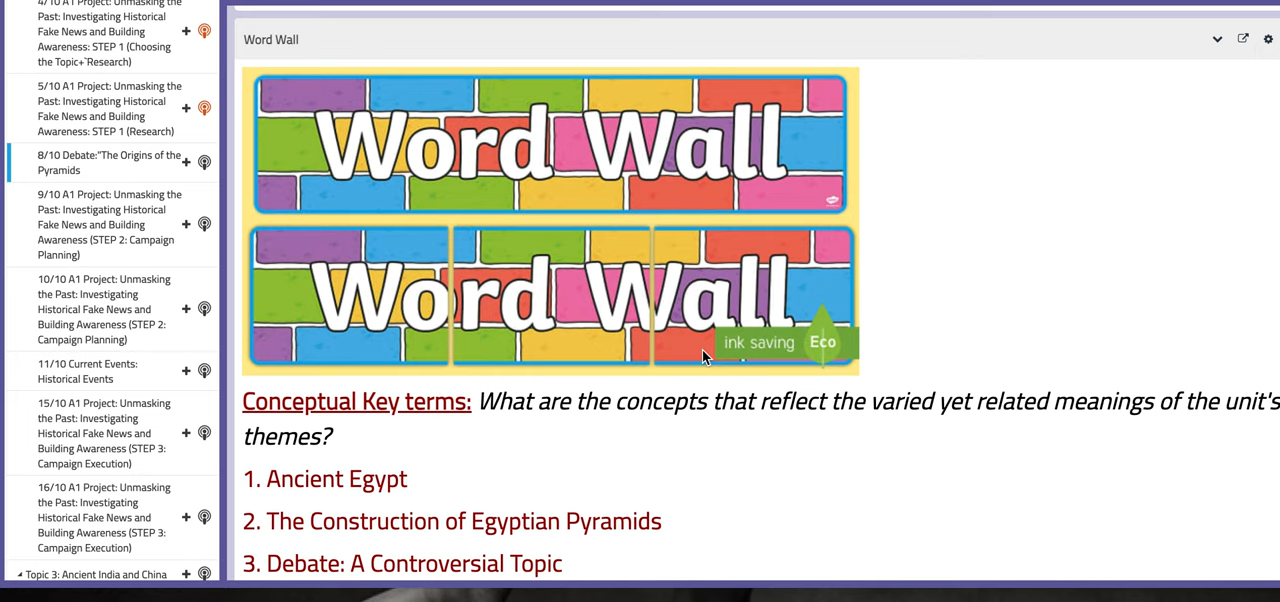 4/10 A1 Project: Unmasking the
Past: Investigating Historical
Fake News and Building
Awareness: STEP 1 (Choosing
the Topic+`Research)
5/10 A1 Project: Unmasking the
Past: Investigating Historical
Fake News and Building
Awareness: STEP 1 (Research)
8/10 Debate:"The Origins of the
Pyramids
9/10 A1 Project: Unmasking the
Past: Investigating Historical
Fake News and Building
Awareness (STEP 2: Campaign
Planning)
10/10 A1 Project: Unmasking
the Past: Investigating
Historical Fake News and
Building Awareness (STEP 2:
Campaign Planning)
11/10 Current Events:
Historical Events
15/10 A1 Project: Unmasking
the Past: Investigating
Historical Fake News and
Building Awareness (STEP 3:
Campaign Execution)
16/10 A1 Project: Unmasking
the Past: Investigating
Historical Fake News and
Building Awareness (STEP 3:
Campaign Execution)
Topic 3: Ancient India and China
Word Wall
Word Wall
Word Wall
ink saving Eco
Conceptual Key terms: What are the concepts that reflect the varied yet related meanings of the unit's
themes?
1. Ancient Egypt
2. The Construction of Egyptian Pyramids
3. Debate: A Controversial Topic